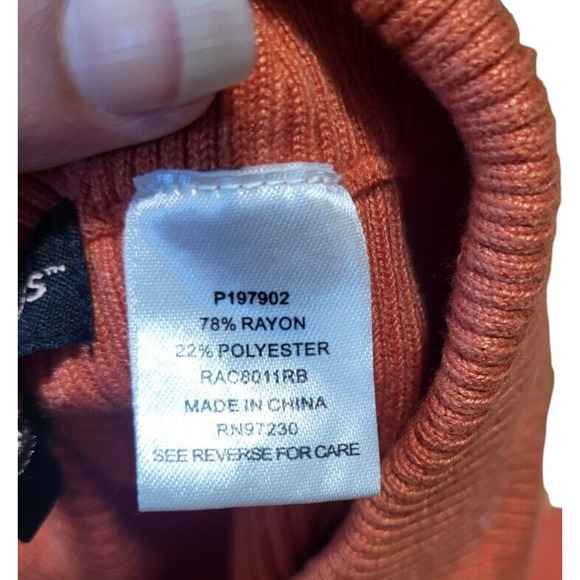 P197902
78% RAYON
22% POLYESTER
RAC8011RB
MADE IN CHINA
RN97230
SEE REVERSE FOR CARE